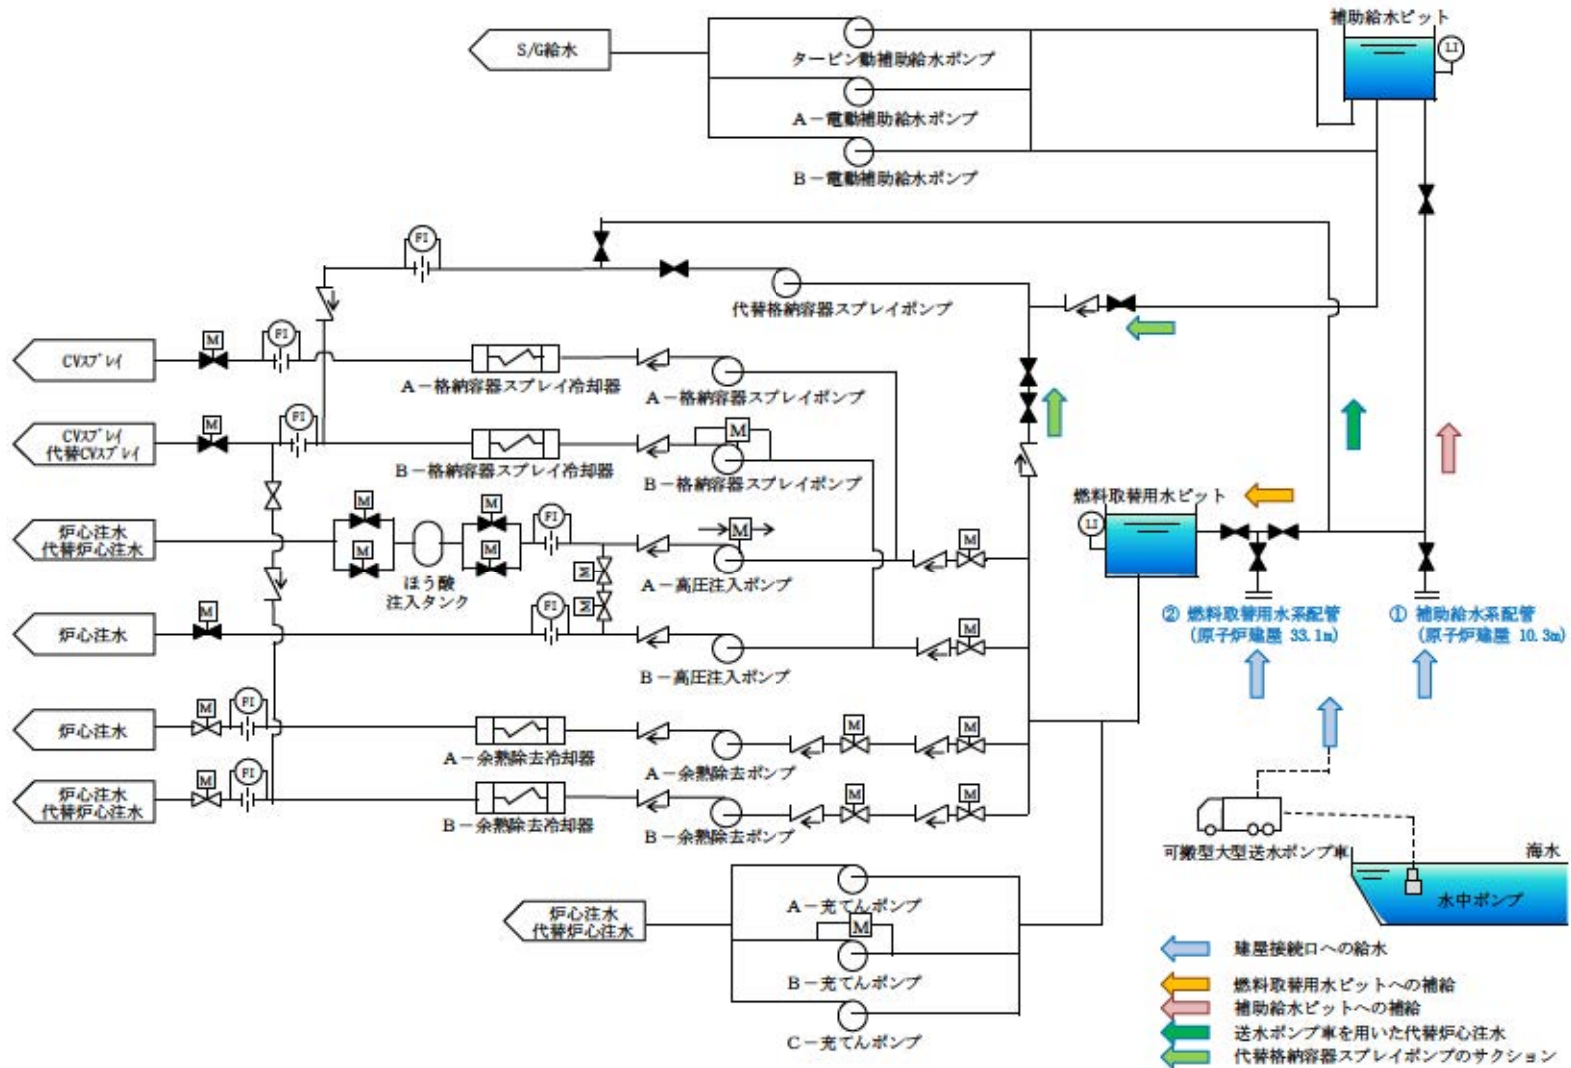 補助給水ピット
S/G給水
LI
タービン動補助給水ポンプ
A－電動補助給水ポンプ
B－電動補助給水ポンプ
FI
代替格納容器スプレイポンプ
M
FI
CVスプレイ
A－格納容器スプレイ冷却器
A－格納容器スプレイポンプ
M
FI
M
CVスプレイ
代替CVスプレイ
B－格納容器スプレイ冷却器
B－格納容器スプレイポンプ
燃料取替用水ピット
LI
M
M
FI
M
M
炉心注水
代替炉心注水
M
M
ほう酸
注入タンク
A－高圧注入ポンプ
M
M
M
FI
M
炉心注水
B－高圧注入ポンプ
② 燃料取替用水系配管
(原子炉建屋 33.1m)
① 補助給水系配管
(原子炉建屋 10.3m)
M
FI
M
M
炉心注水
A－余熱除去冷却器
A－余熱除去ポンプ
M
FI
M
M
炉心注水
代替炉心注水
B－余熱除去冷却器
B－余熱除去ポンプ
可搬型大型送水ポンプ車
海水
水中ポンプ
炉心注水
代替炉心注水
A－充てんポンプ
M
B－充てんポンプ
C－充てんポンプ
建屋接続口への給水
燃料取替用水ピットへの補給
補助給水ピットへの補給
送水ポンプ車を用いた代替炉心注水
代替格納容器スプレイポンプのサクション